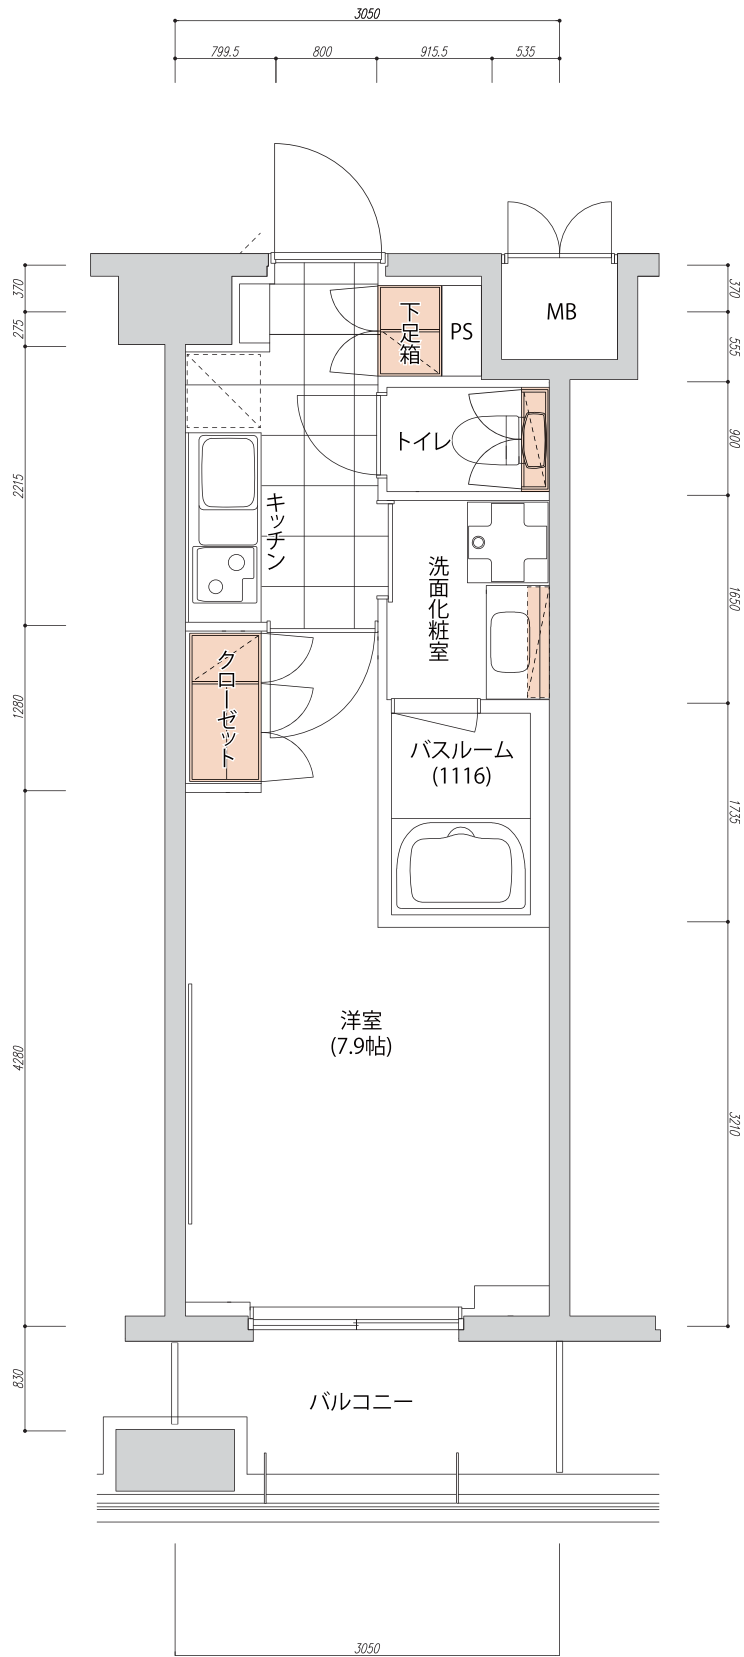 3050
799.5
800
915.5
535
370
275
2215
1280
4280
830
下足箱
PS
MB
トイレ
キッチン
洗面化粧室
クローゼット
バスルーム
(1116)
洋室
(7.9帖)
バルコニー
370
555
900
1650
1735
3210
3050